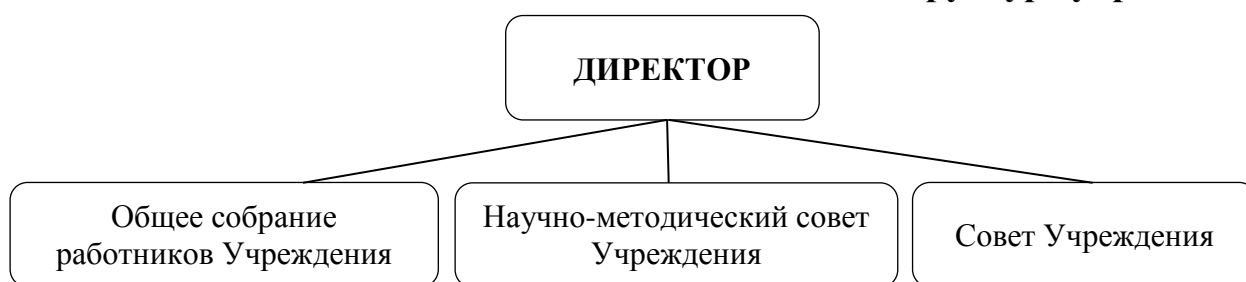 ДИРЕКТОР
Общее собрание
работников Учреждения
Научно-методический совет
Учреждения
Совет Учреждения